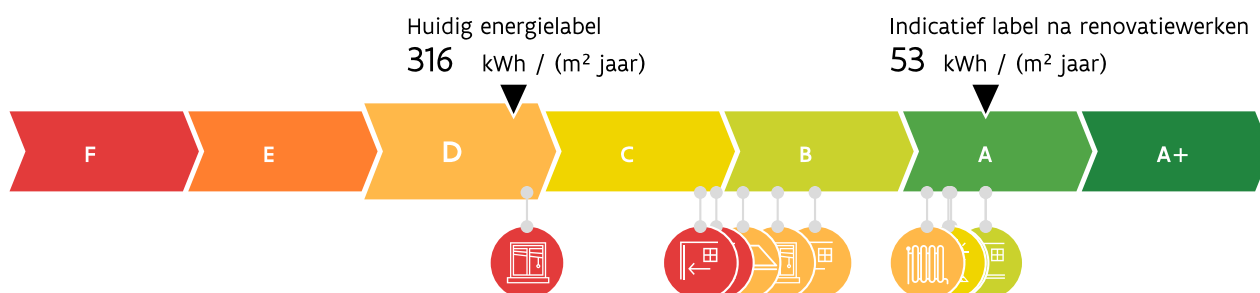 Huidig energielabel
316 kWh / (m² jaar)
Indicatief label na renovatiewerken
53 kWh / (m² jaar)
F E D C B A A+